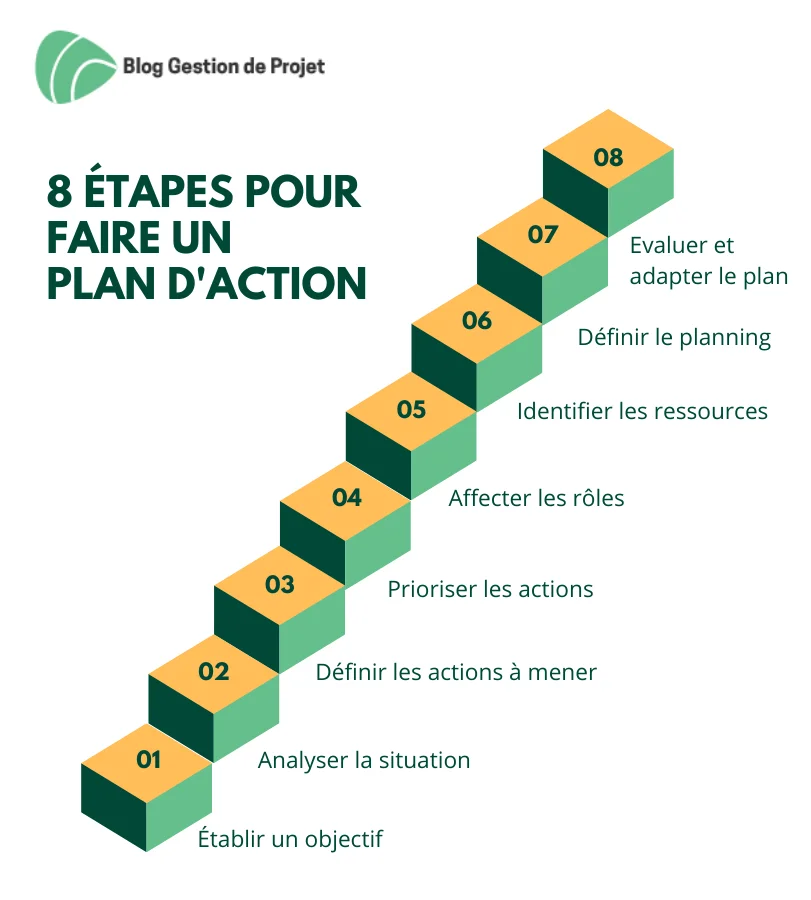 Blog Gestion de Projet
8 ÉTAPES POUR
FAIRE UN
PLAN D'ACTION
08
Evaluer et
adapter le plan
07
Définir le planning
06
Identifier les ressources
05
Affecter les rôles
04
Prioriser les actions
03
Définir les actions à mener
02
Analyser la situation
01
Établir un objectif